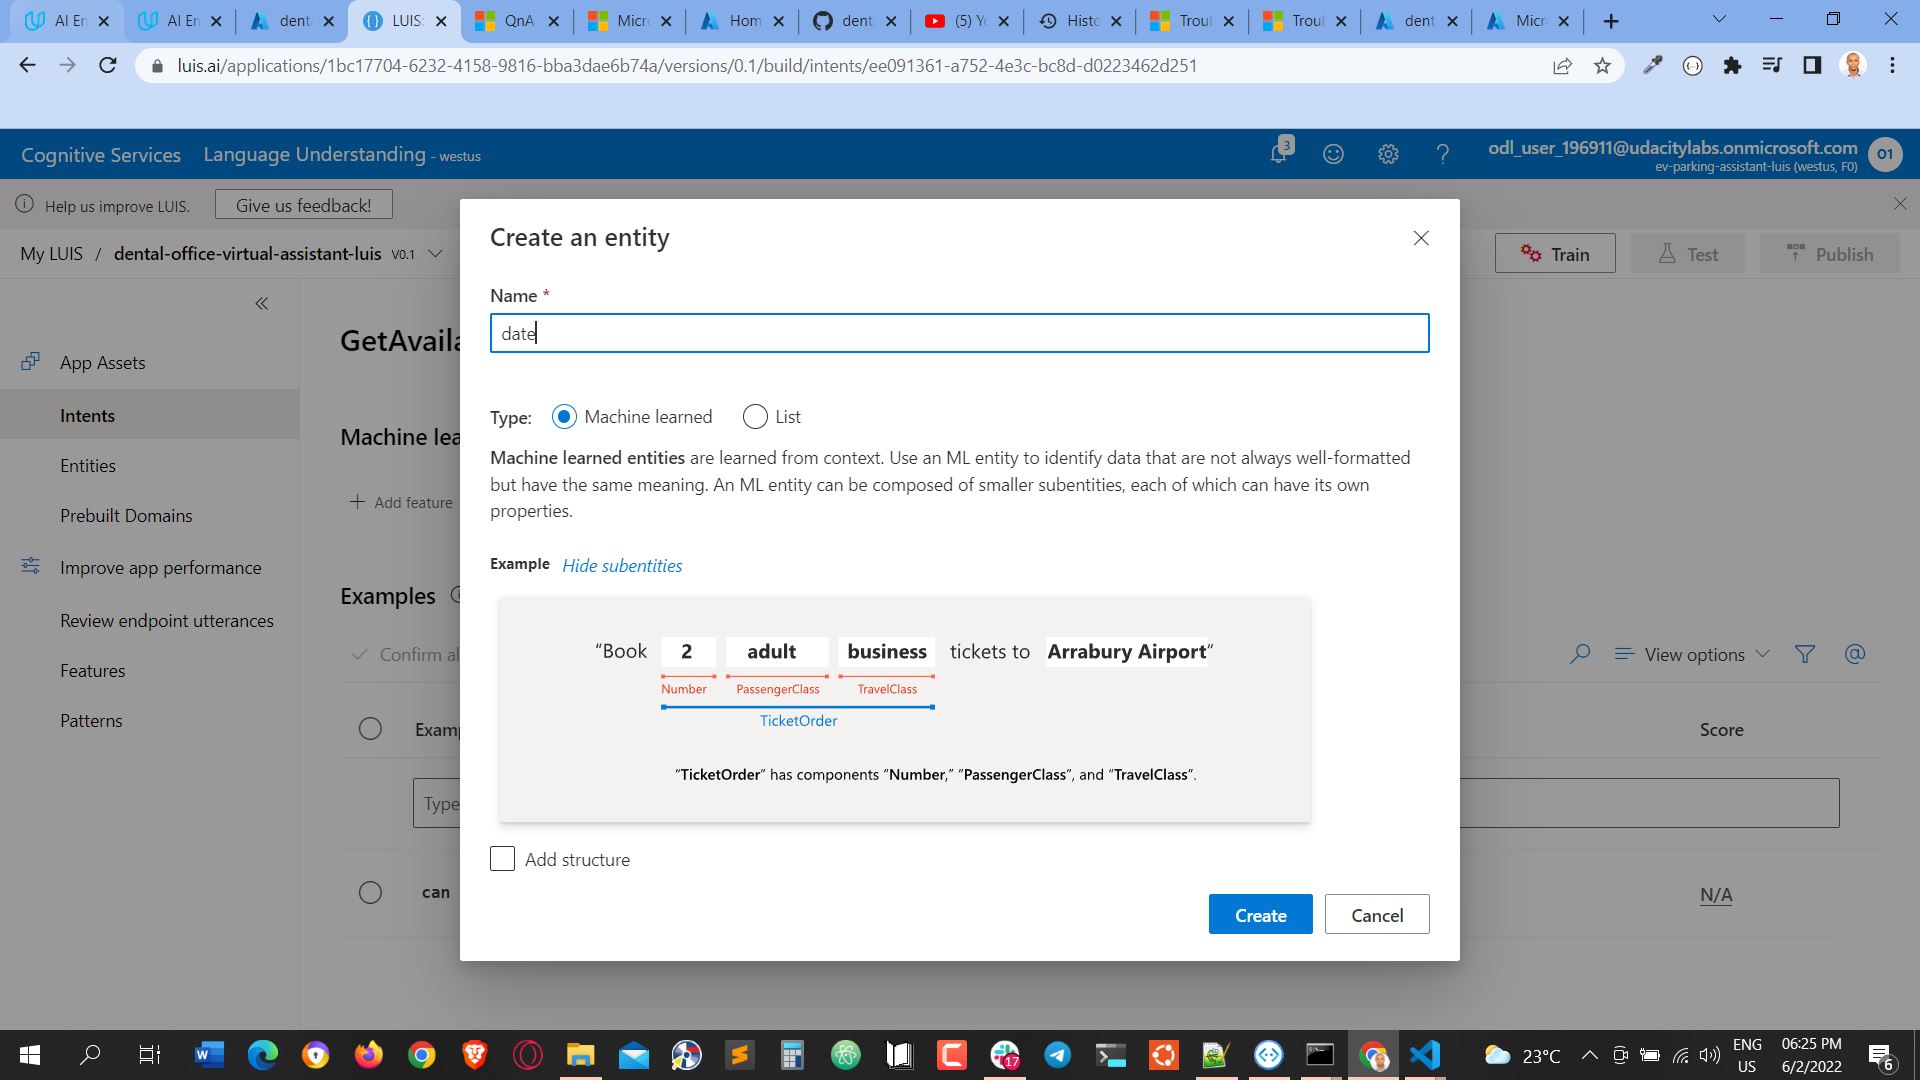 AI En
AI En
dent
LUIS:
QnA
Micro
Hom
dent
(5) Yo
Histo
Troul
Troul
dent
Micro
luis.ai/applications/1bc17704-6232-4158-9816-bba3dae6b74a/versions/0.1/build/intents/ee091361-a752-4e3c-bc8d-d0223462d251
Cognitive Services Language Understanding - westus
3
odl_user_196911@udacitylabs.onmicrosoft.com
ev-parking-assistant-luis (westus, F0)
O1
Help us improve LUIS. Give us feedback!
My LUIS / dental-office-virtual-assistant-luis V0.1
Train
Test
Publish
App Assets
Intents
Entities
Prebuilt Domains
Improve app performance
Review endpoint utterances
Features
Patterns
GetAvaila
Machine lea
Add feature
Examples
Confirm al
View options
Examp
Score
Type
can
N/A
Create an entity
Name *
date
Type: Machine learned List
Machine learned entities are learned from context. Use an ML entity to identify data that are not always well-formatted
but have the same meaning. An ML entity can be composed of smaller subentities, each of which can have its own
properties.
Example Hide subentities
“Book 2 adult business tickets to Arrabury Airport“
Number PassengerClass TravelClass
TicketOrder
“TicketOrder“ has components “Number,” “PassengerClass“, and “TravelClass“.
Add structure
Create Cancel
17
23°C
ENG
US
06:25 PM
6/2/2022
6